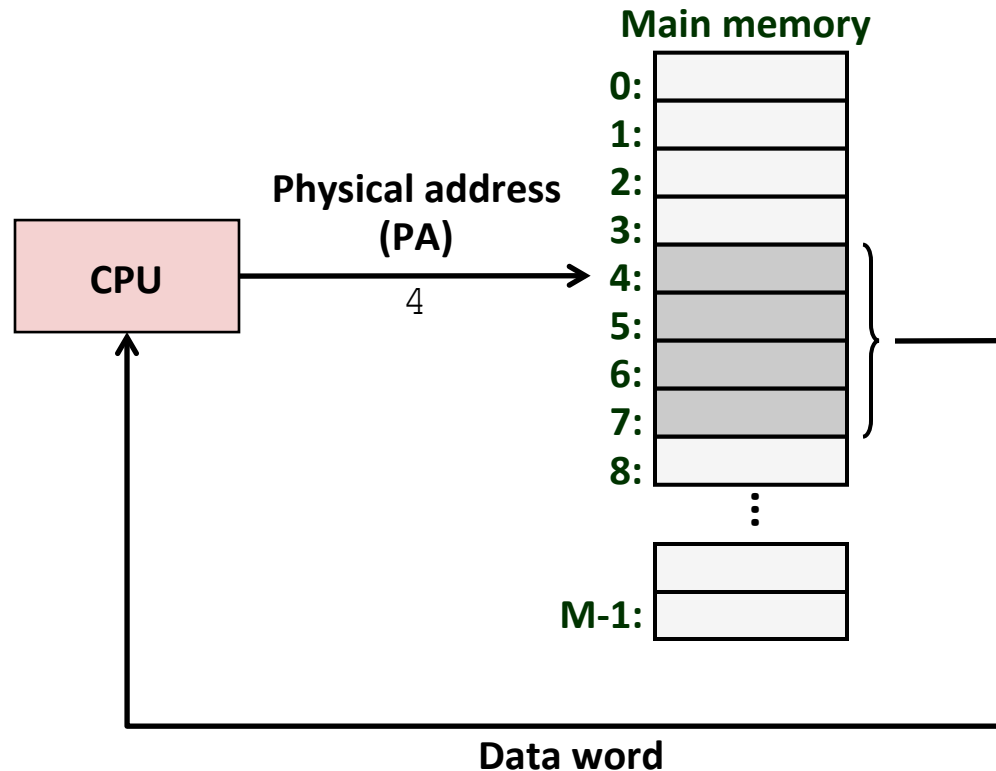 Main memory
0:
1:
2:
Physical address
(PA)
3:
CPU
4
4:
5:
6:
7:
8:
...
M-1:
Data word